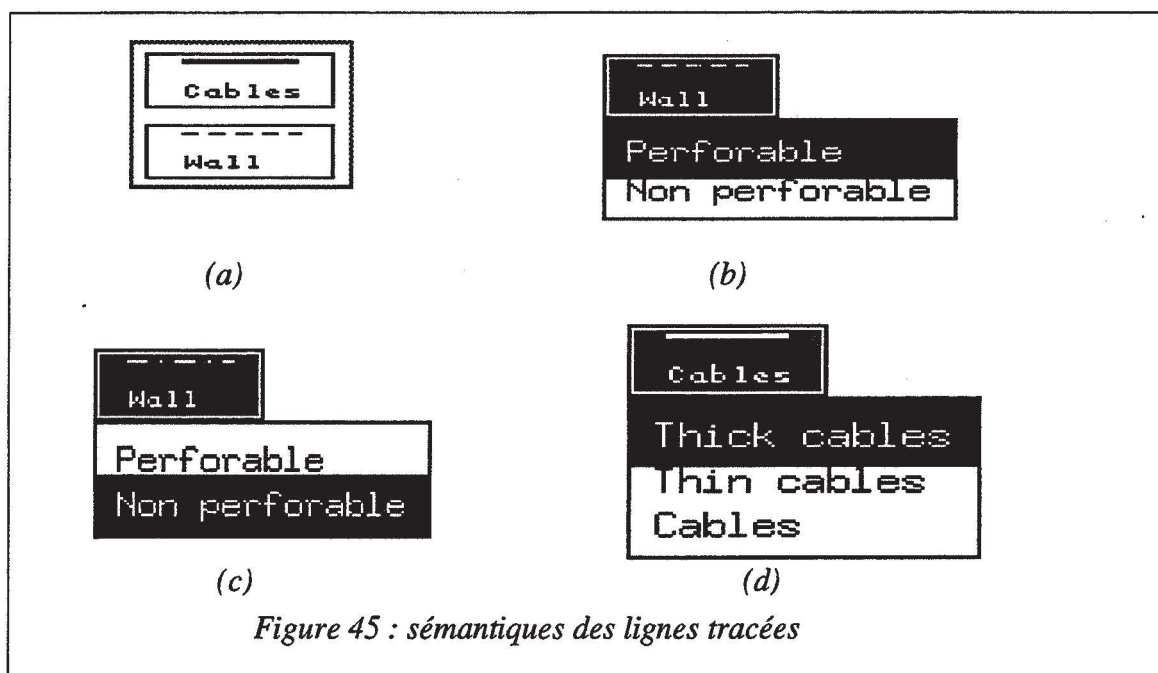 Cables
Wall
(a)
Wall
Perforable
Non perforable
(b)
Wall
Perforable
Non perforable
(c)
Cables
Thick cables
Thin cables
Cables
(d)
Figure 45 : sémantiques des lignes tracées